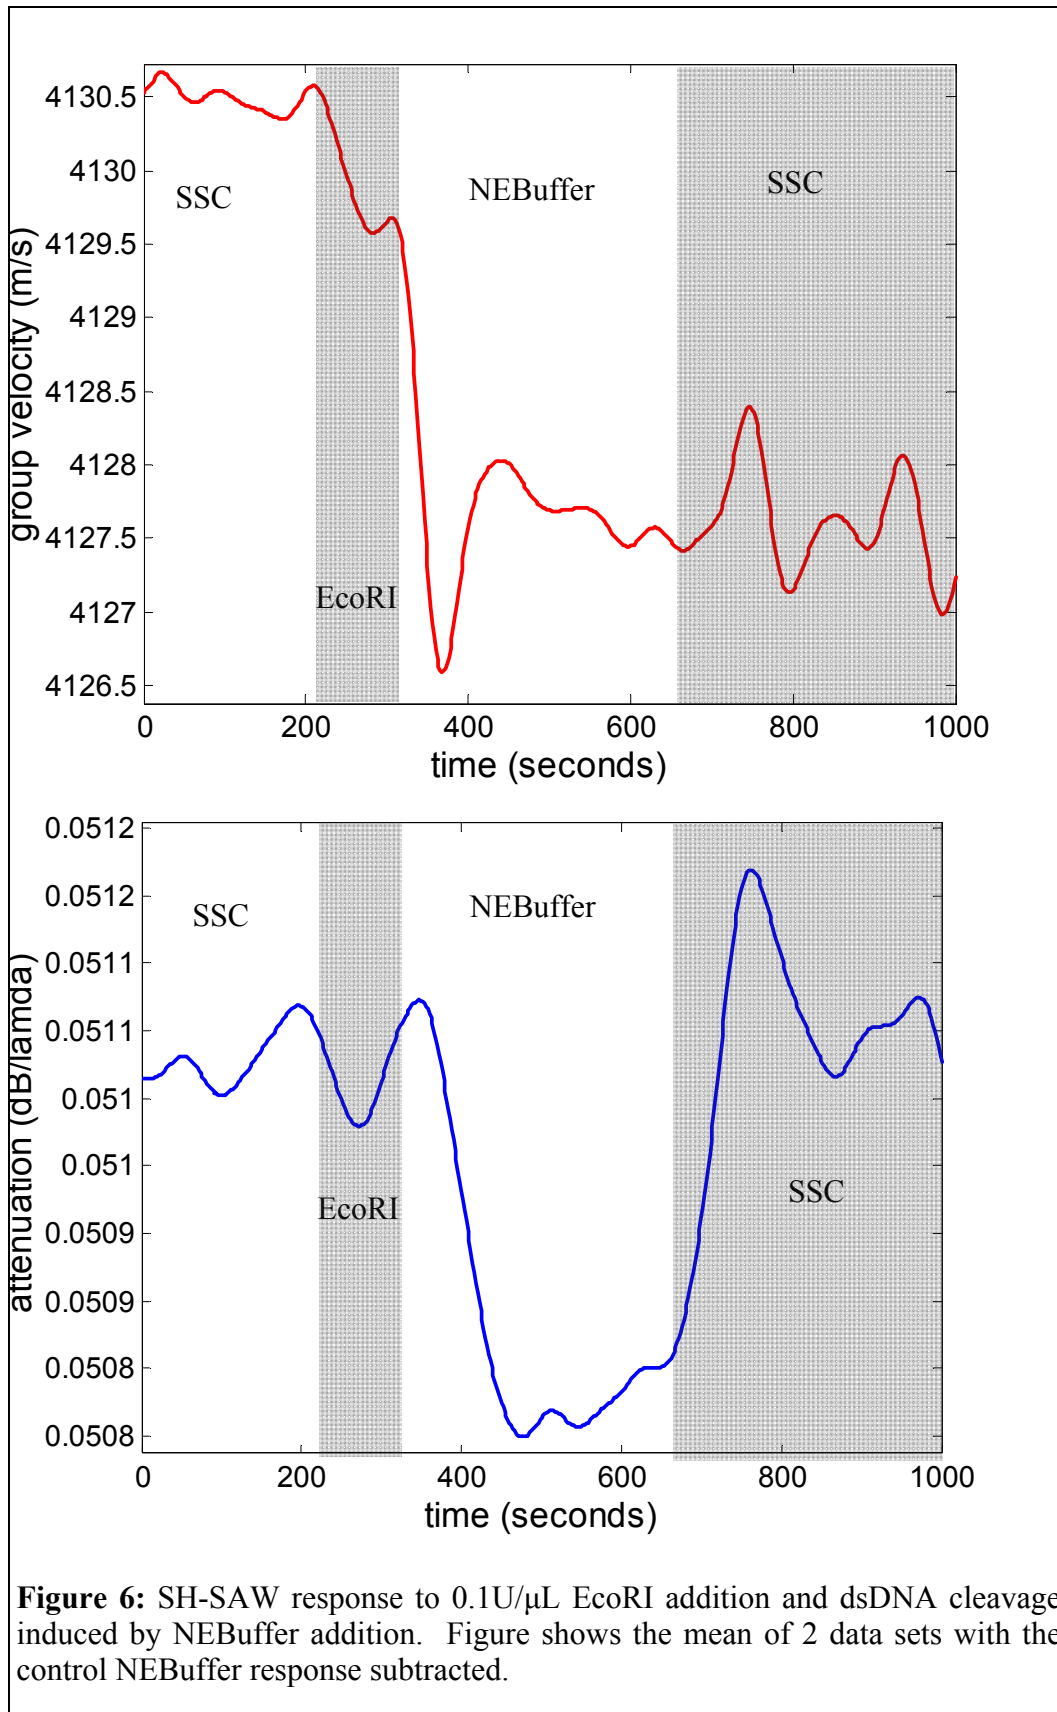 4130.5
4130
4129.5
4129
4128.5
4128
4127.5
4127
4126.5
group velocity (m/s)
SSC
NEBuffer
SSC
EcoRI
0 200 400 600 800 1000
time (seconds)
0.0512
0.0512
0.0511
0.0511
0.051
0.051
0.0509
0.0509
0.0508
0.0508
attenuation (dB/lamda)
SSC
NEBuffer
EcoRI
SSC
0 200 400 600 800 1000
time (seconds)
Figure 6: SH-SAW response to 0.1U/μL EcoRI addition and dsDNA cleavage
induced by NEBuffer addition. Figure shows the mean of 2 data sets with the
control NEBuffer response subtracted.